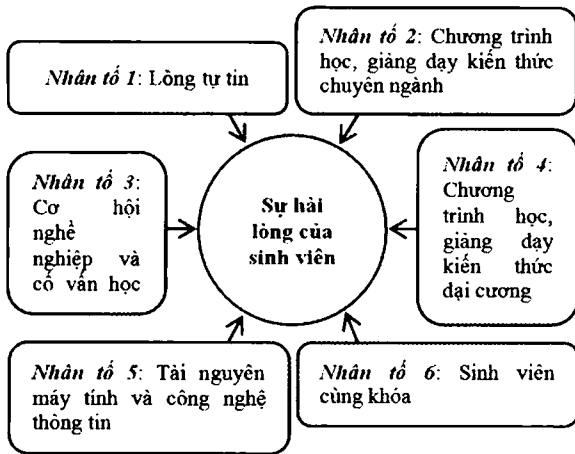 Nhân tố 1: Lòng tự tin
Nhân tố 2: Chương trình
học, giảng dạy kiến thức
chuyên ngành
Nhân tố 3:
Cơ hội
nghề
nghiệp và
cố vấn học
Sự hài
lòng của
sinh viên
Nhân tố 4:
Chương
trình học,
giảng dạy
kiến thức
đại cương
Nhân tố 5: Tài nguyên
máy tính và công nghệ
thông tin
Nhân tố 6: Sinh viên
cùng khóa